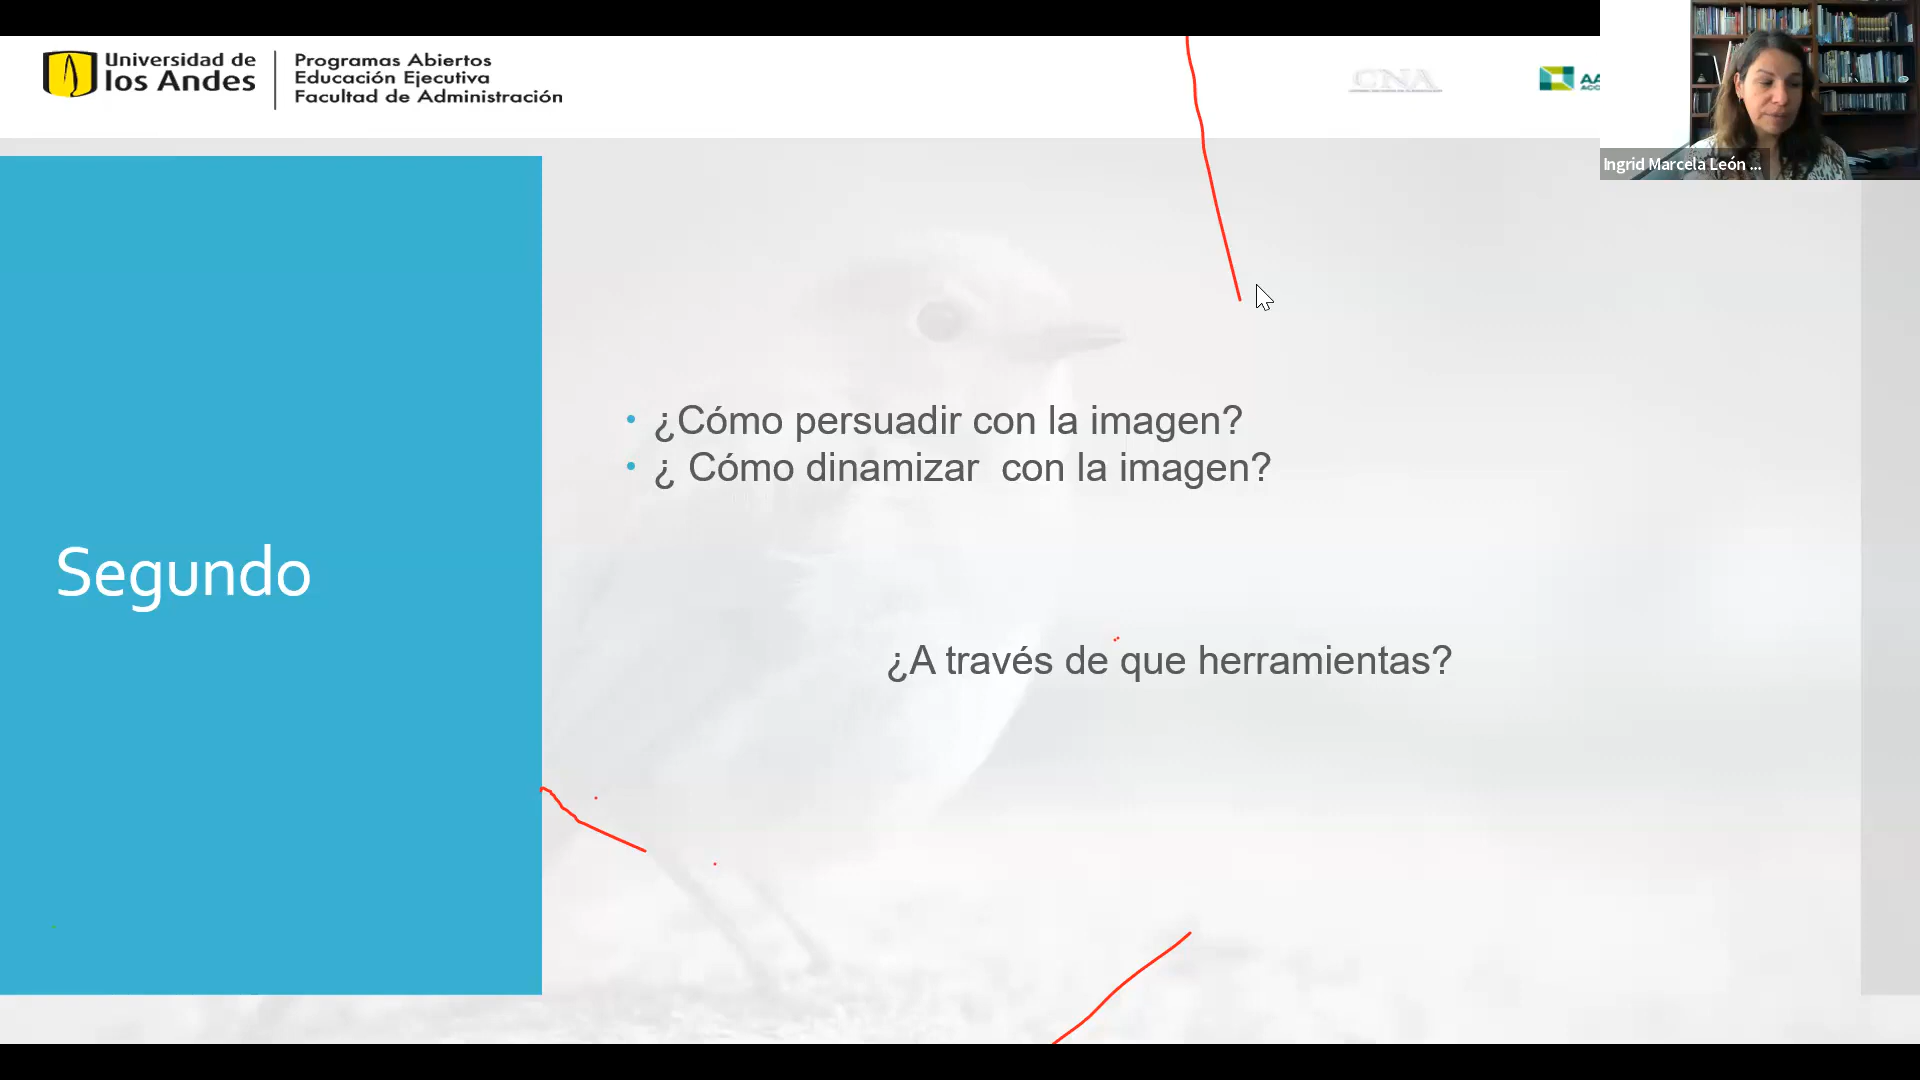 Universidad de
los Andes
Programas Abiertos
Educación Ejecutiva
Facultad de Administración
CNA
Ingrid Marcela León ...
• ¿Cómo persuadir con la imagen?
• ¿ Cómo dinamizar  con la imagen?
Segundo
¿A través de que herramientas?